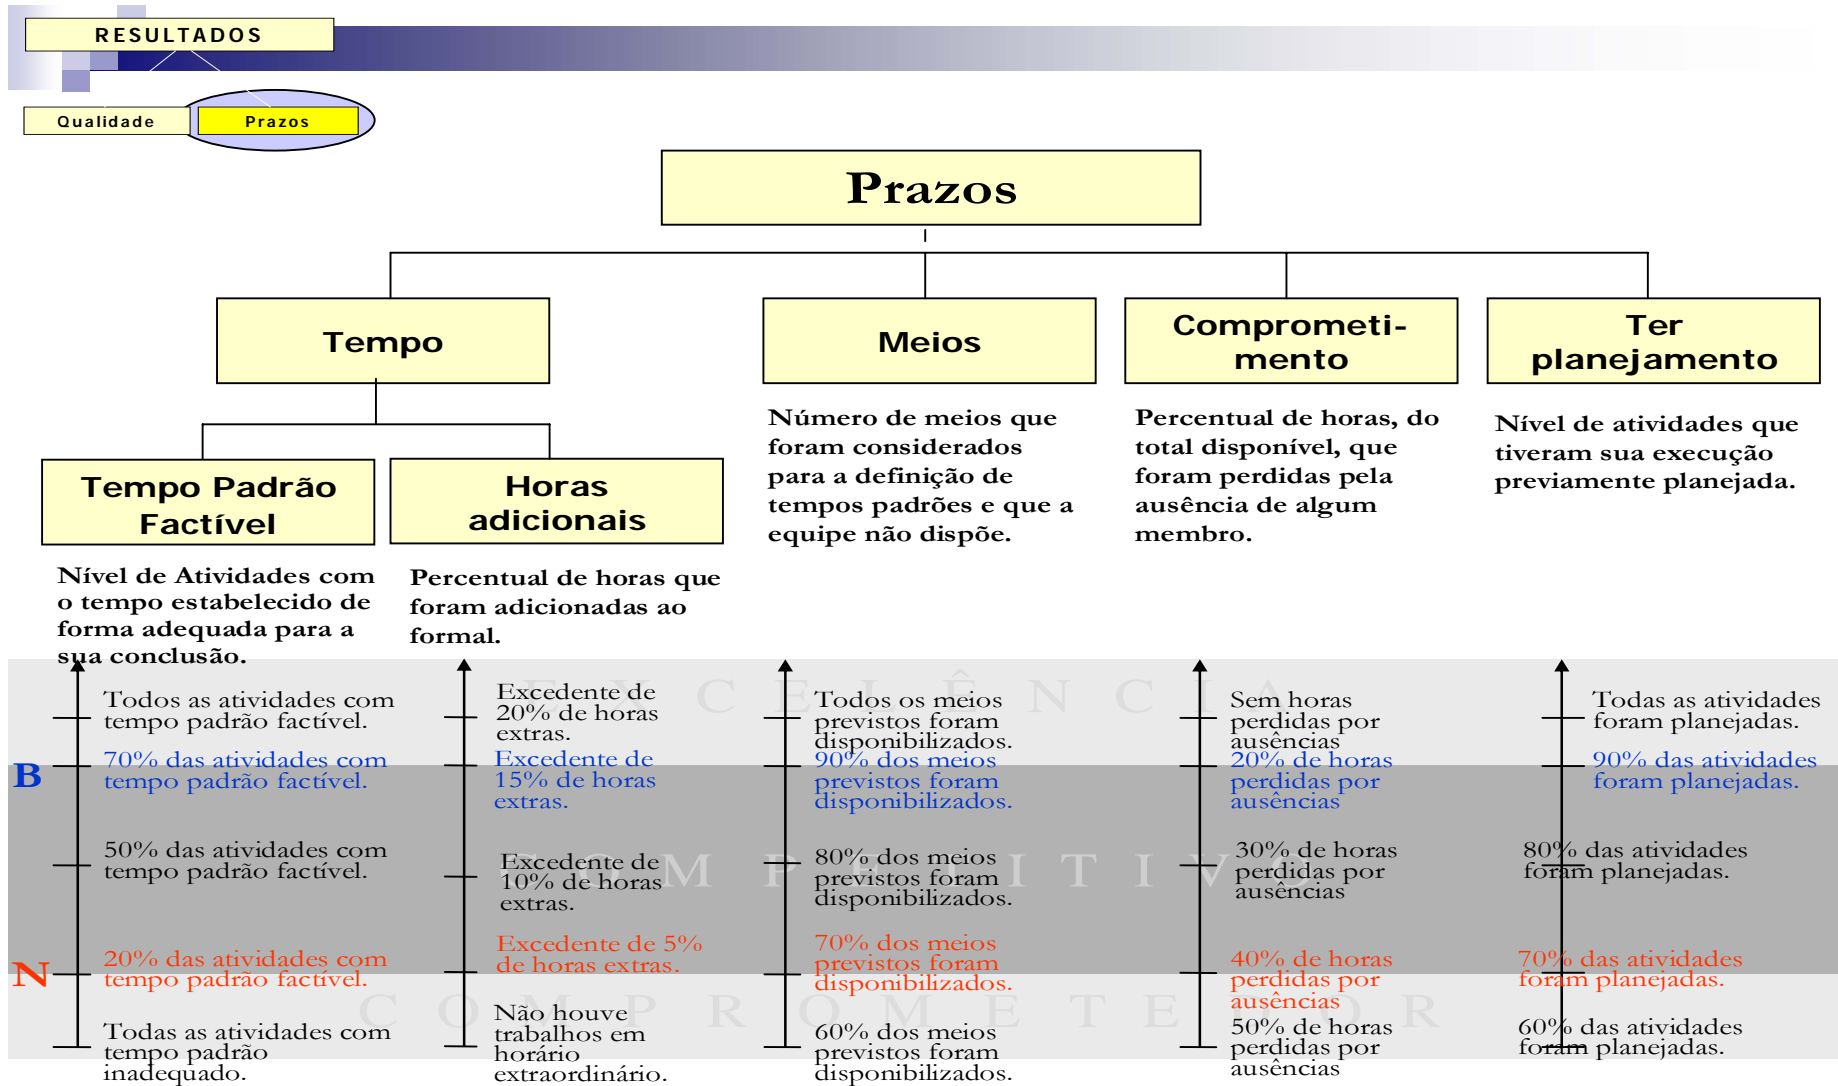 RESULTADOS
Qualidade
Prazos
Prazos
Tempo
Meios
Comprometi-
mento
Ter
planejamento
Número de meios que
foram considerados
para a definição de
tempos padrões e que a
equipe não dispõe.
Percentual de horas, do
total disponível, que
foram perdidas pela
ausência de algum
membro.
Nível de atividades que
tiveram sua execução
previamente planejada.
Tempo Padrão
Factível
Horas
adicionais
Nível de Atividades com
o tempo estabelecido de
forma adequada para a
sua conclusão.
Percentual de horas que
foram adicionadas ao
formal.
EXCELÊNCIA
Todos as atividades com
tempo padrão factível.
Excedente de
20% de horas
extras.
Todos os meios
previstos foram
disponibilizados.
Sem horas
perdidas por
ausências
Todas as atividades
foram planejadas.
B
70% das atividades com
tempo padrão factível.
Excedente de
15% de horas
extras.
90% dos meios
previstos foram
disponibilizados.
20% de horas
perdidas por
ausências
90% das atividades
foram planejadas.
COMPETITIVO
50% das atividades com
tempo padrão factível.
Excedente de
10% de horas
extras.
80% dos meios
previstos foram
disponibilizados.
30% de horas
perdidas por
ausências
80% das atividades
foram planejadas.
N
20% das atividades com
tempo padrão factível.
Excedente de 5%
de horas extras.
70% dos meios
previstos foram
disponibilizados.
40% de horas
perdidas por
ausências
70% das atividades
foram planejadas.
COMPROMETEDOR
Todas as atividades com
tempo padrão
inadequado.
Não houve
trabalhos em
horário
extraordinário.
60% dos meios
previstos foram
disponibilizados.
50% de horas
perdidas por
ausências
60% das atividades
foram planejadas.